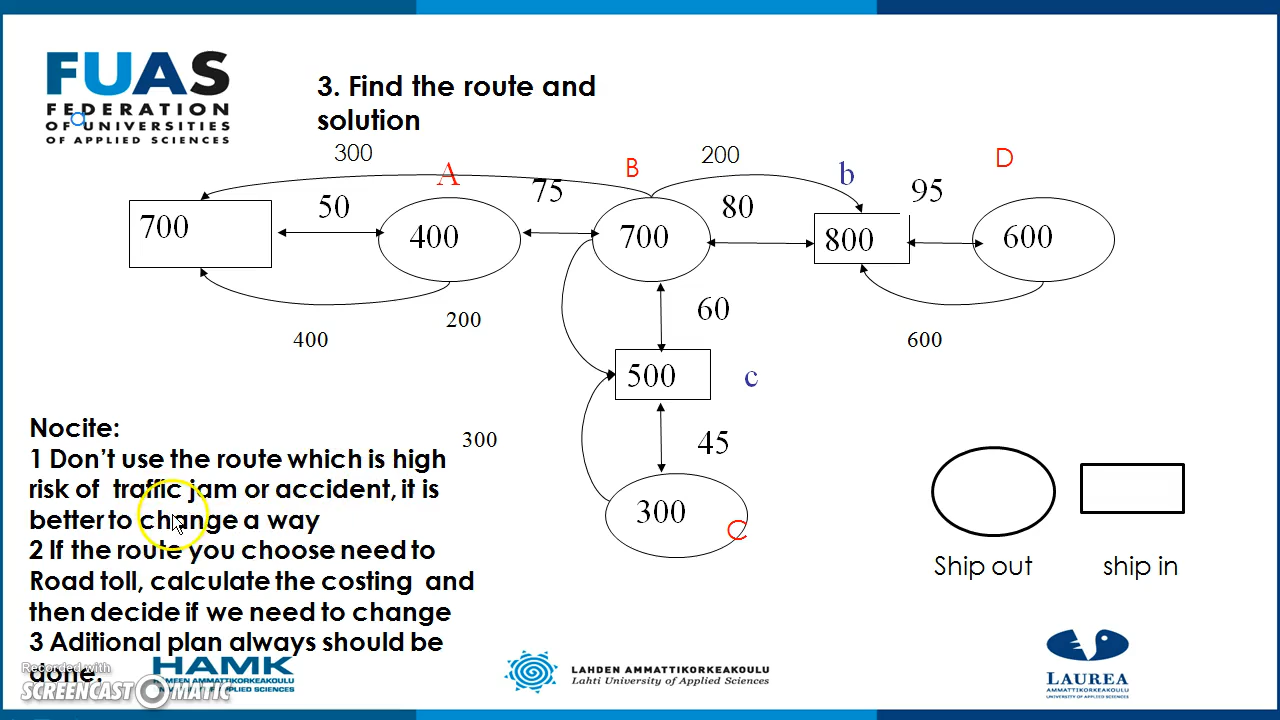 FUAS
FEDERATION
OF UNIVERSITIES
OF APPLIED SCIENCES
3. Find the route and
solution
300
A
75
B
200
b
95
D
700
50
400
700
80
800
600
200
400
60
600
500
c
300
45
300
C
Nocite:
1 Don't use the route which is high
risk of traffic jam or accident, it is
better to change a way
2 If the route you choose need to
Road toll, calculate the costing and
then decide if we need to change
3 Aditional plan always should be
done.
Ship out
ship in
Recorded with
SCREENCAST MATIC
HAMK
UNIVERSITY OF APPLIED SCIENCES
LAHDEN AMMATTIKORKEAKOULU
Lahti University of Applied Sciences
LAUREA
AMMATTIKORKEAKOULU
UNIVERSITY OF APPLIED SCIENCES